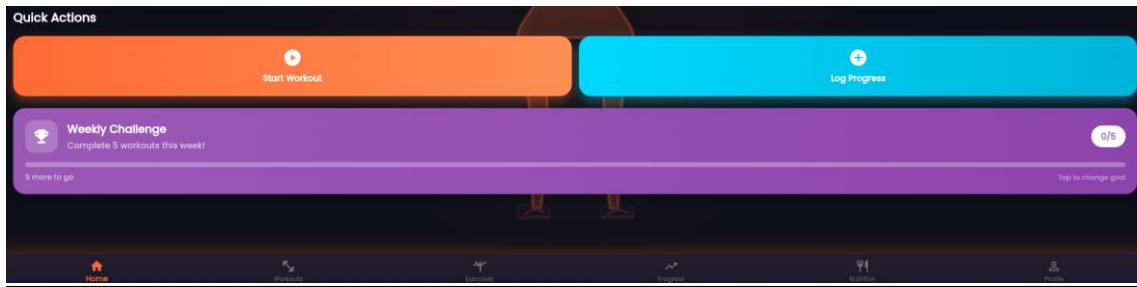 Quick Actions
Start Workout
Log Progress
Weekly Challenge
Complete 5 workouts this week!
0/5
5 more to go
Tap to change goal
Home
Workouts
Exercises
Progress
Nutrition
Profile